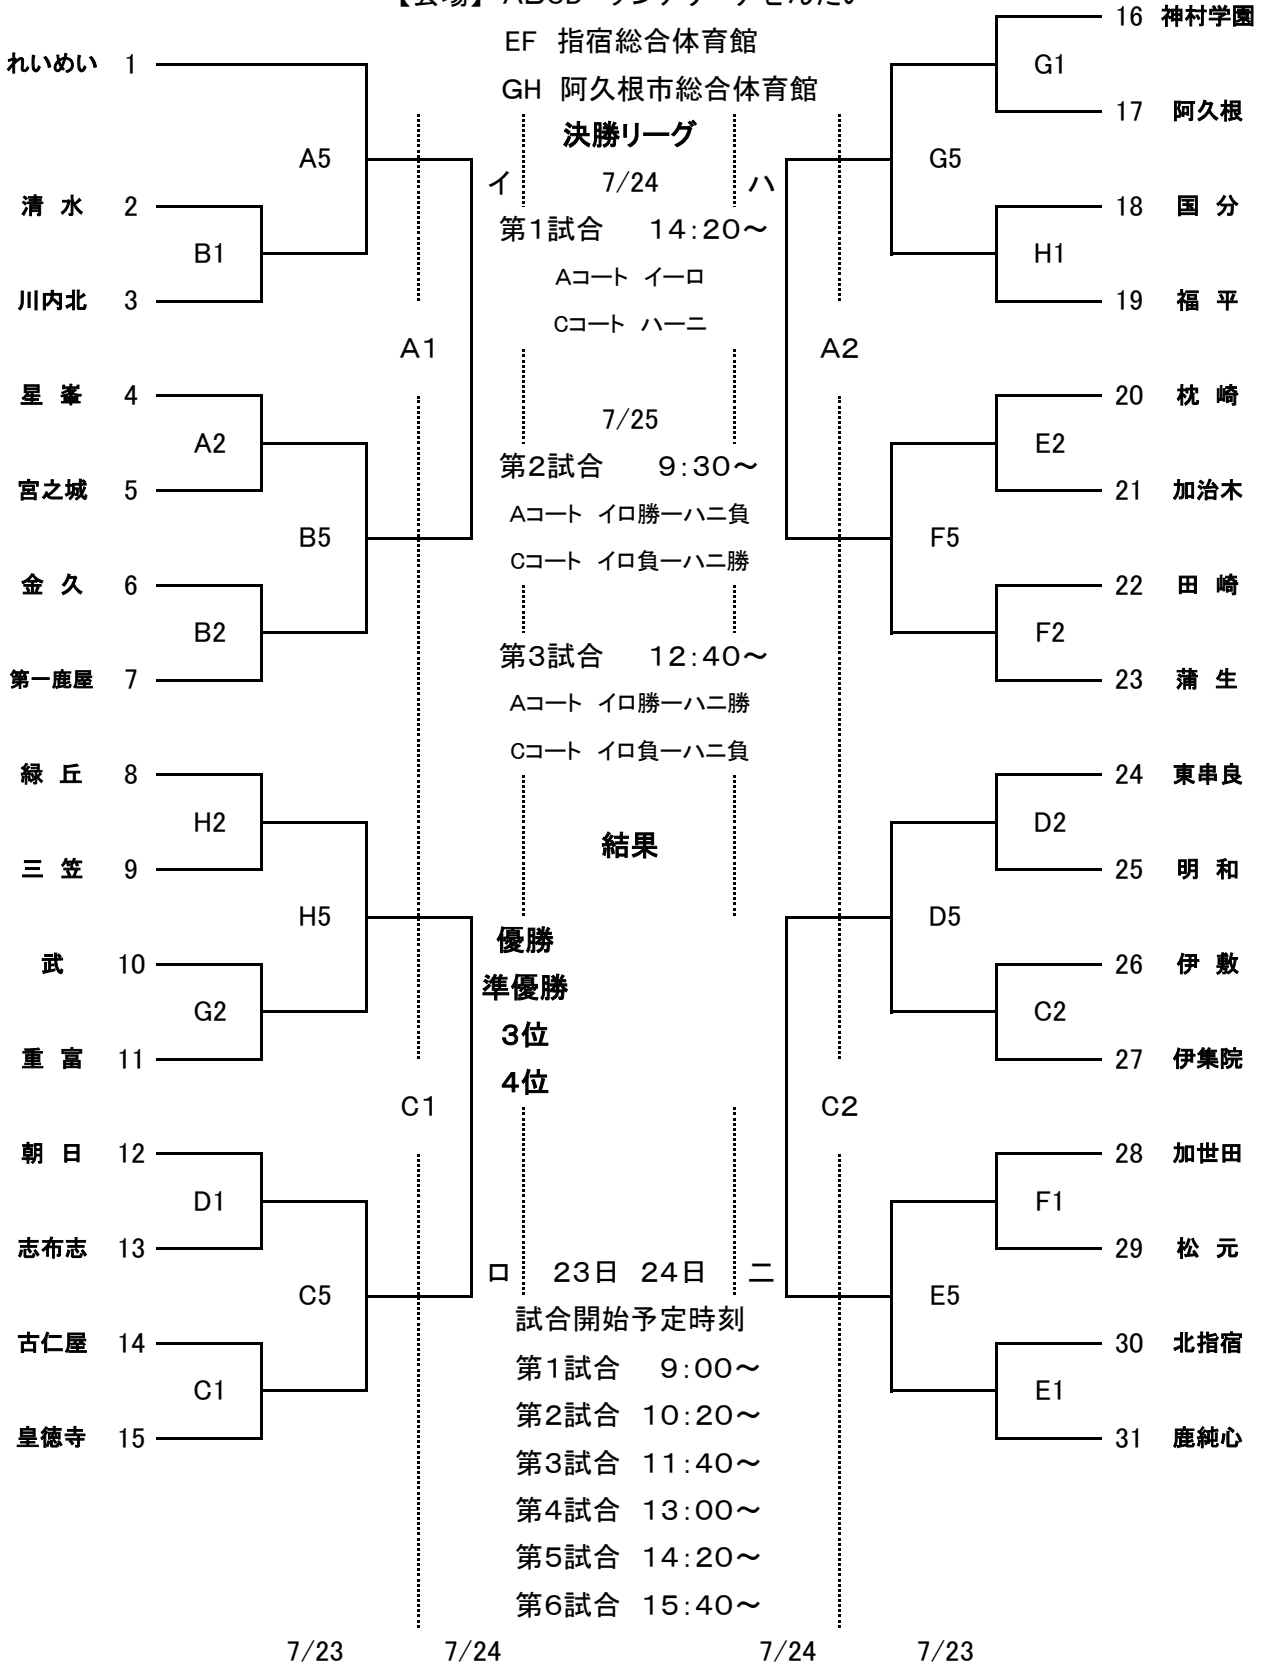 EF 指宿総合体育館
GH 阿久根市総合体育館
決勝リーグ
イ 7/24 ハ
第1試合 14:20～
Aコート イーロ
Cコート ハーニ
7/25
第2試合 9:30～
Aコート イロ勝ーハニ負
Cコート イロ負ーハニ勝
第3試合 12:40～
Aコート イロ勝ーハニ勝
Cコート イロ負ーハニ負
結果
優勝
準優勝
3位
4位
ロ 23日 24日 ニ
試合開始予定時刻
第1試合 9:00～
第2試合 10:20～
第3試合 11:40～
第4試合 13:00～
第5試合 14:20～
第6試合 15:40～
れいめい 1
A5
清 水 2
B1
川内北 3
A1
星 峯 4
A2
宮之城 5
B5
金 久 6
B2
第一鹿屋 7
緑 丘 8
H2
三 笠 9
H5
武 10
G2
重 富 11
C1
朝 日 12
D1
志布志 13
C5
古仁屋 14
C1
皇徳寺 15
16 神村学園
G1
17 阿久根
G5
18 国 分
H1
19 福 平
A2
20 枕 崎
E2
21 加治木
F5
22 田 崎
F2
23 蒲 生
24 東串良
D2
25 明 和
D5
26 伊 敷
C2
27 伊集院
C2
28 加世田
F1
29 松 元
E5
30 北指宿
E1
31 鹿純心
7/23 7/24 7/24 7/23